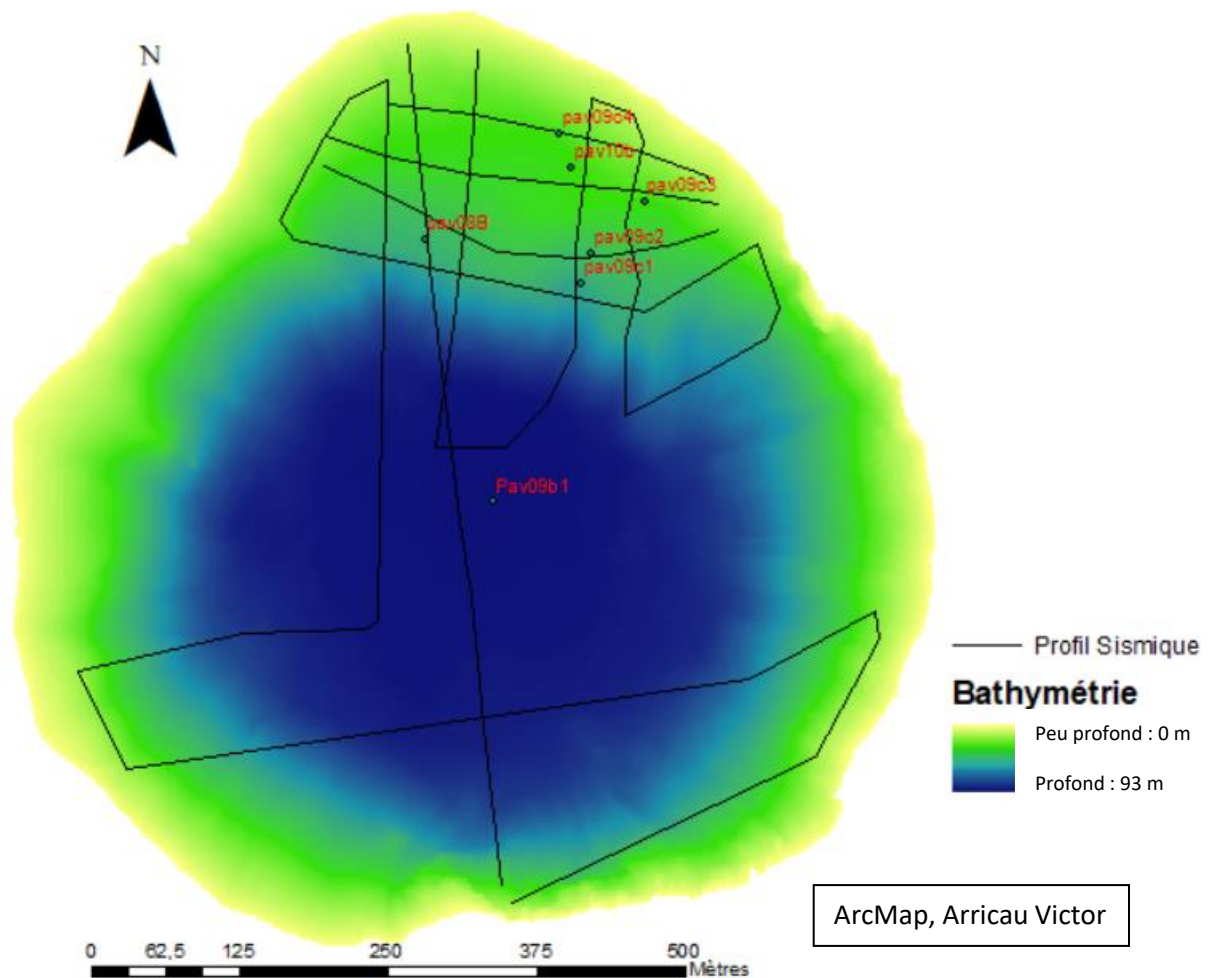 N
pav09c4
pav10b
pav09c3
pav08B
pav09c2
pav09c1
Pav09b1
Profil Sismique
Bathymétrie
Peu profond : 0 m
Profond : 93 m
ArcMap, Arricau Victor
0 62,5 125 250 375 500
Mètres